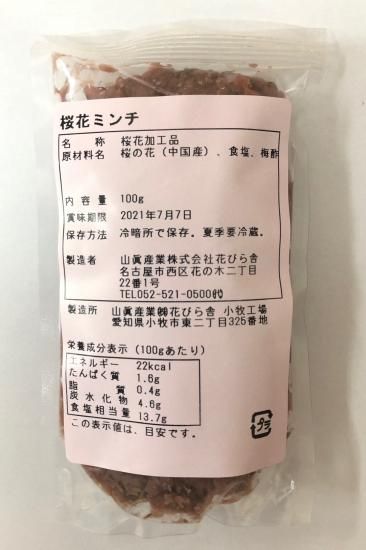 桜花ミンチ
名 称 桜花加工品
原材料名 桜の花（中国産）、食塩、梅酢
内 容 量 100g
賞味期限 2021年7月7日
保存方法 冷暗所で保存。夏季要冷蔵。
製造者 山眞産業株式会社花びら舎
名古屋市西区花の木二丁目
22番1号
TEL052-521-0500㈹
製造所 山眞産業㈱花びら舎 小牧工場
愛知県小牧市東二丁目325番地
栄養成分表示（100gあたり）
エネルギー 22kcal
たんぱく質 1.6g
脂 質 0.4g
炭水化物 4.6g
食塩相当量 13.7g
この表示値は、目安です。
プラ